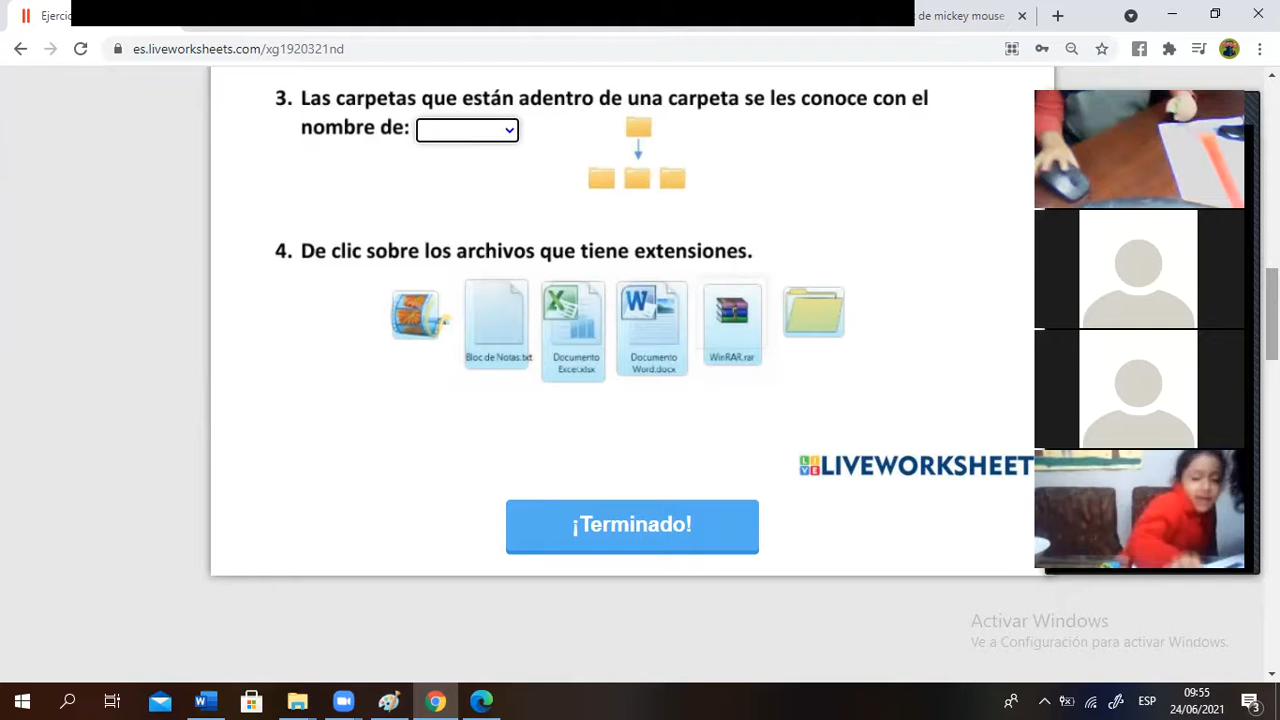 Ejercic
de mickey mouse
es.liveworksheets.com/xg1920321nd
3. Las carpetas que están adentro de una carpeta se les conoce con el
nombre de:
4. De clic sobre los archivos que tiene extensiones.
Bloc de Notas.txt
Documento
Excel.xlsx
Documento
Word.docx
WinRAR.rar
LIVEWORKSHEET
¡Terminado!
Activar Windows
Ve a Configuración para activar Windows.
ESP
09:55
24/06/2021
3